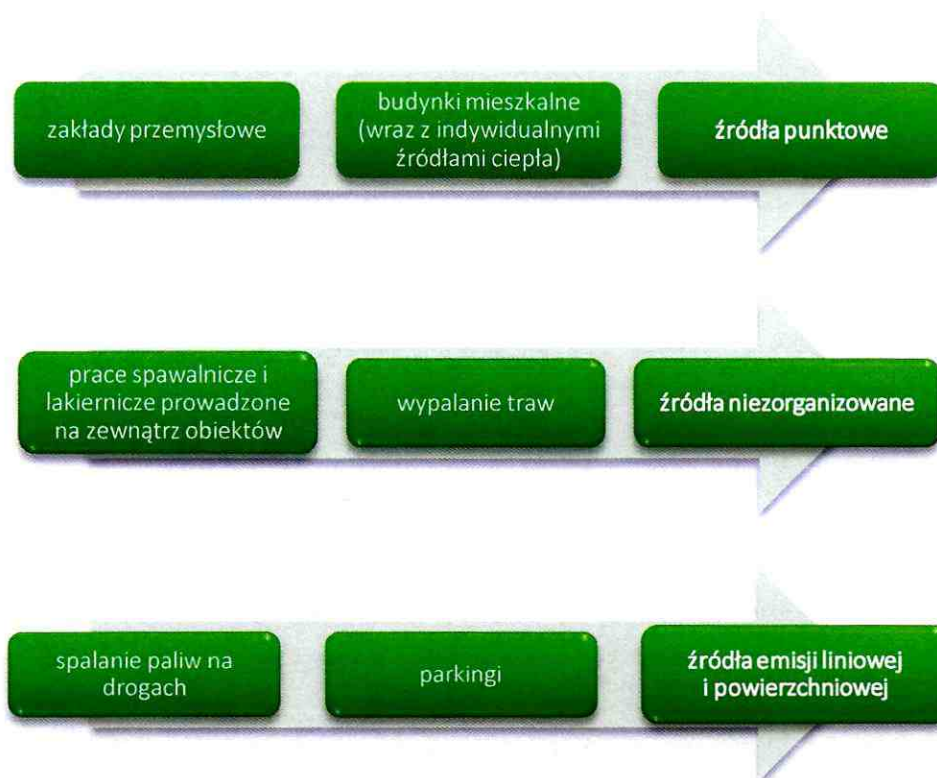 zakłady przemysłowe
budynki mieszkalne
(wraz z indywidualnymi
źródłami ciepła)
źródła punktowe
prace spawalnicze i
lakiernicze prowadzone
na zewnątrz obiektów
wypalanie traw
źródła niezorganizowane
spalanie paliw na
drogach
parkingi
źródła emisji liniowej
i powierzchniowej